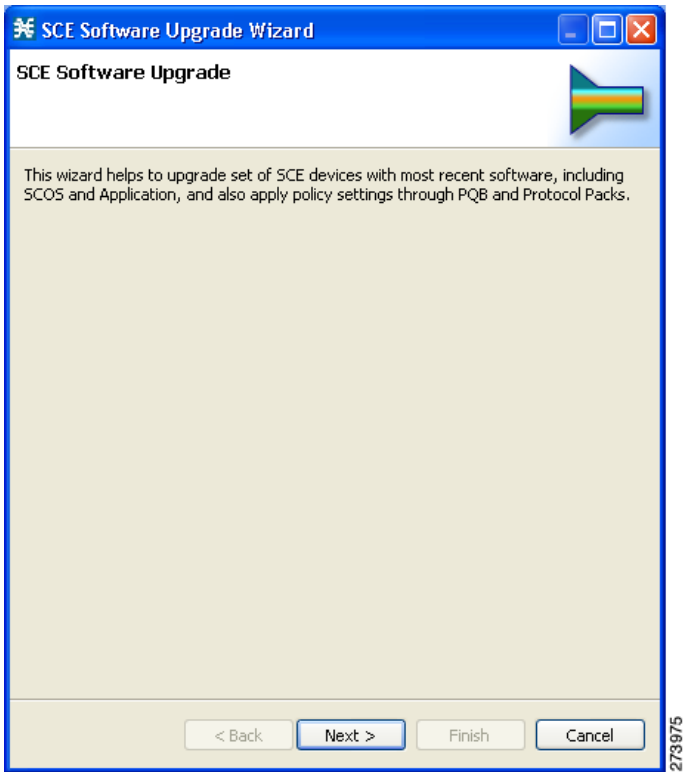 SCE Software Upgrade Wizard
SCE Software Upgrade
This wizard helps to upgrade set of SCE devices with most recent software, including
SCOS and Application, and also apply policy settings through PQB and Protocol Packs.
< Back
Next >
Finish
Cancel
273975